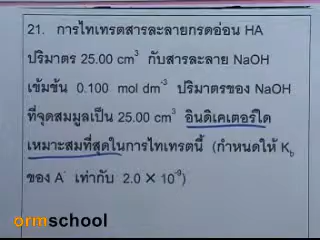 21. การไทเทรตสารละลายกรดอ่อน HA
ปริมาตร 25.00 cm³ กับสารละลาย NaOH
เข้มข้น 0.100 mol dm⁻³ ปริมาตรของ NaOH
ที่จุดสมมูลเป็น 25.00 cm³ อินดิเคเตอร์ใด
เหมาะสมที่สุดในการไทเทรตนี้ (กำหนดให้ K_b
ของ A⁻ เท่ากับ 2.0 × 10⁻⁹)
ormschool